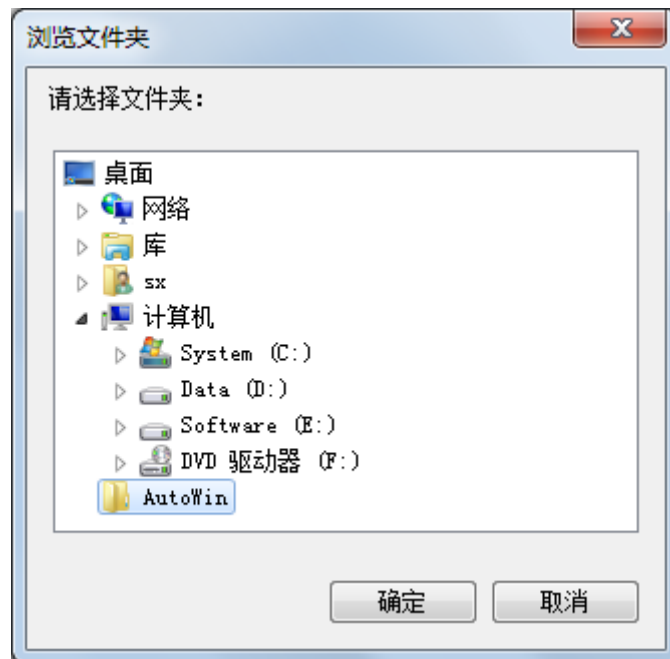 浏览文件夹
请选择文件夹:
桌面
网络
库
sx
计算机
System (C:)
Data (D:)
Software (E:)
DVD 驱动器 (F:)
AutoWin
确定
取消